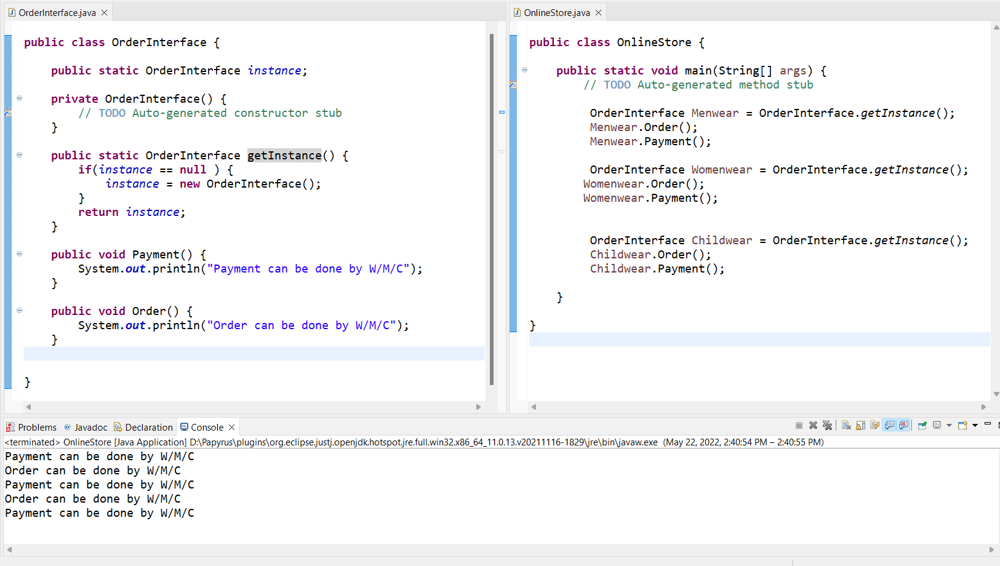 OrderInterface.java
public class OrderInterface {
public static OrderInterface instance;
private OrderInterface() {
// TODO Auto-generated constructor stub
}
public static OrderInterface getInstance() {
if(instance == null ) {
instance = new OrderInterface();
}
return instance;
}
public void Payment() {
System.out.println("Payment can be done by W/M/C");
}
public void Order() {
System.out.println("Order can be done by W/M/C");
}
}
OnlineStore.java
public class OnlineStore {
public static void main(String[] args) {
// TODO Auto-generated method stub
OrderInterface Menwear = OrderInterface.getInstance();
Menwear.Order();
Menwear.Payment();
OrderInterface Womenwear = OrderInterface.getInstance();
Womenwear.Order();
Womenwear.Payment();
OrderInterface Childwear = OrderInterface.getInstance();
Childwear.Order();
Childwear.Payment();
}
}
Problems @ Javadoc Declaration Console
<terminated> OnlineStore [Java Application] D:\Papyrus\plugins\org.eclipse.justj.openjdk.hotspot.jre.full.win32.x86_64_11.0.13.v20211116-1829\jre\bin\javaw.exe (May 22, 2022, 2:40:54 PM – 2:40:55 PM)
Payment can be done by W/M/C
Order can be done by W/M/C
Payment can be done by W/M/C
Order can be done by W/M/C
Payment can be done by W/M/C